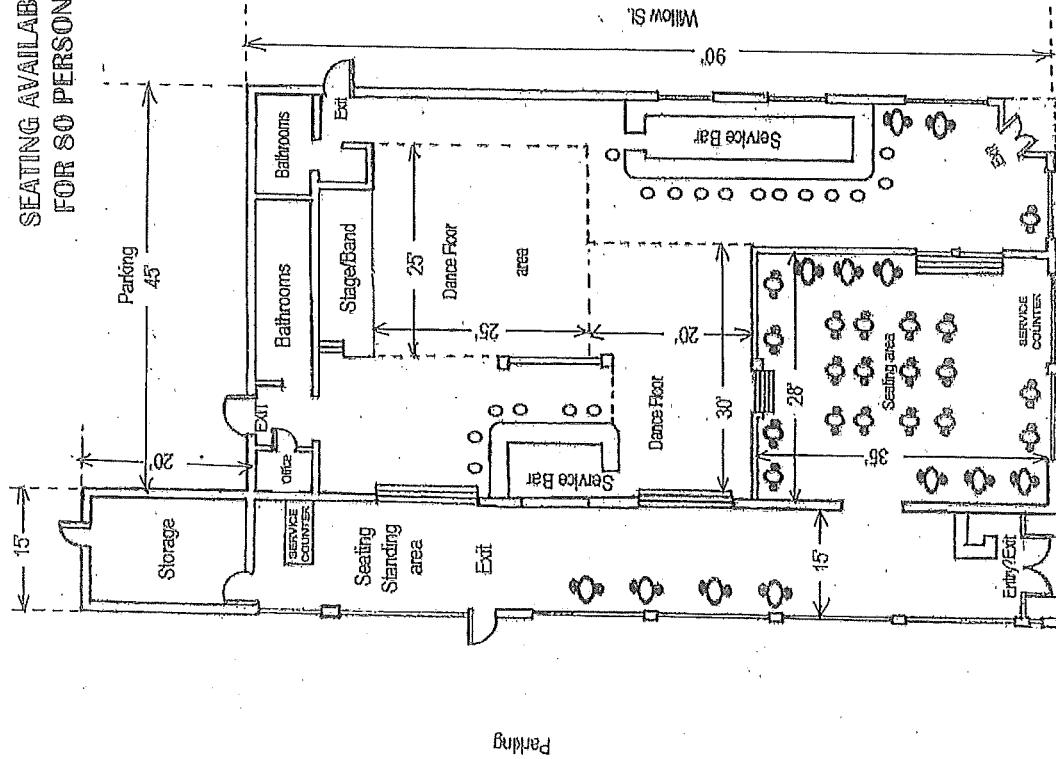 SEATING AVAILAB
FOR 80 PERSON
Willow St.
90'
Parking
45'
Bathrooms
Exit
Bathrooms
Stage/Band
25'
Dance Floor
area
25'
Service Bar
Exit
20'
Office
15'
Storage
SERVICE
COUNTER
Seating
Standing
area
Exit
Service Bar
Dance Floor
30'
20'
28'
Seating area
35'
SERVICE
COUNTER
15'
Entry/Exit
Parking